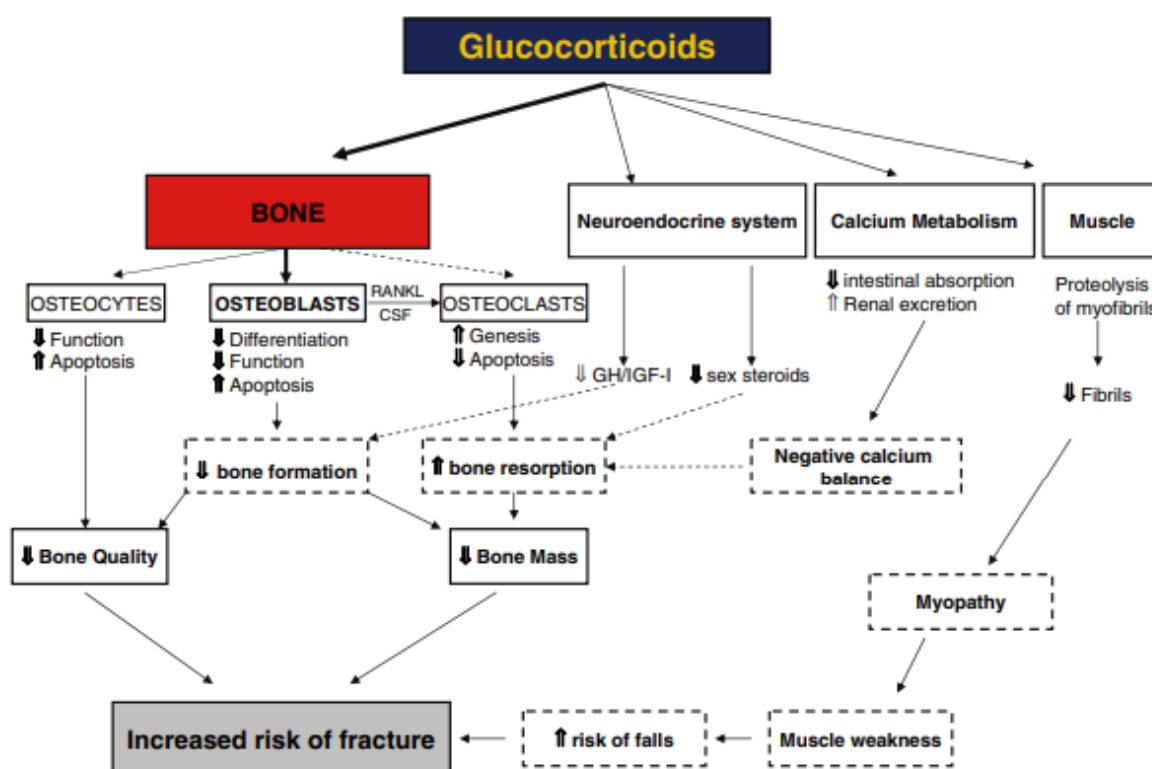 Glucocorticoids
BONE
Neuroendocrine system
Calcium Metabolism
Muscle
OSTEOCYTES
OSTEOBLASTS
RANKL
CSF
OSTEOCLASTS
⇓ intestinal absorption
⇑ Renal excretion
Proteolysis
of myofibrils
⇓ Function
⇑ Apoptosis
⇓ Differentiation
⇓ Function
⇑ Apoptosis
⇑ Genesis
⇓ Apoptosis
⇓ GH/IGF-I
⇓ sex steroids
⇓ Fibrils
⇓ bone formation
⇑ bone resorption
Negative calcium
balance
⇓ Bone Quality
⇓ Bone Mass
Myopathy
Increased risk of fracture
⇑ risk of falls
Muscle weakness